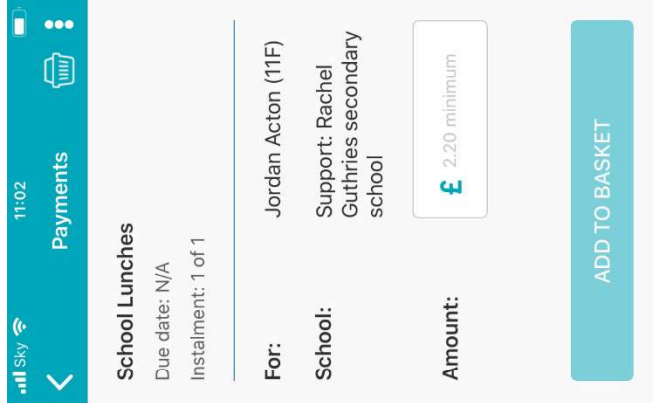 Sky 11:02
Payments
School Lunches
Due date: N/A
Instalment: 1 of 1
For: Jordan Acton (11F)
School: Support: Rachel
Guthries secondary
school
Amount: £ 2.20 minimum
ADD TO BASKET